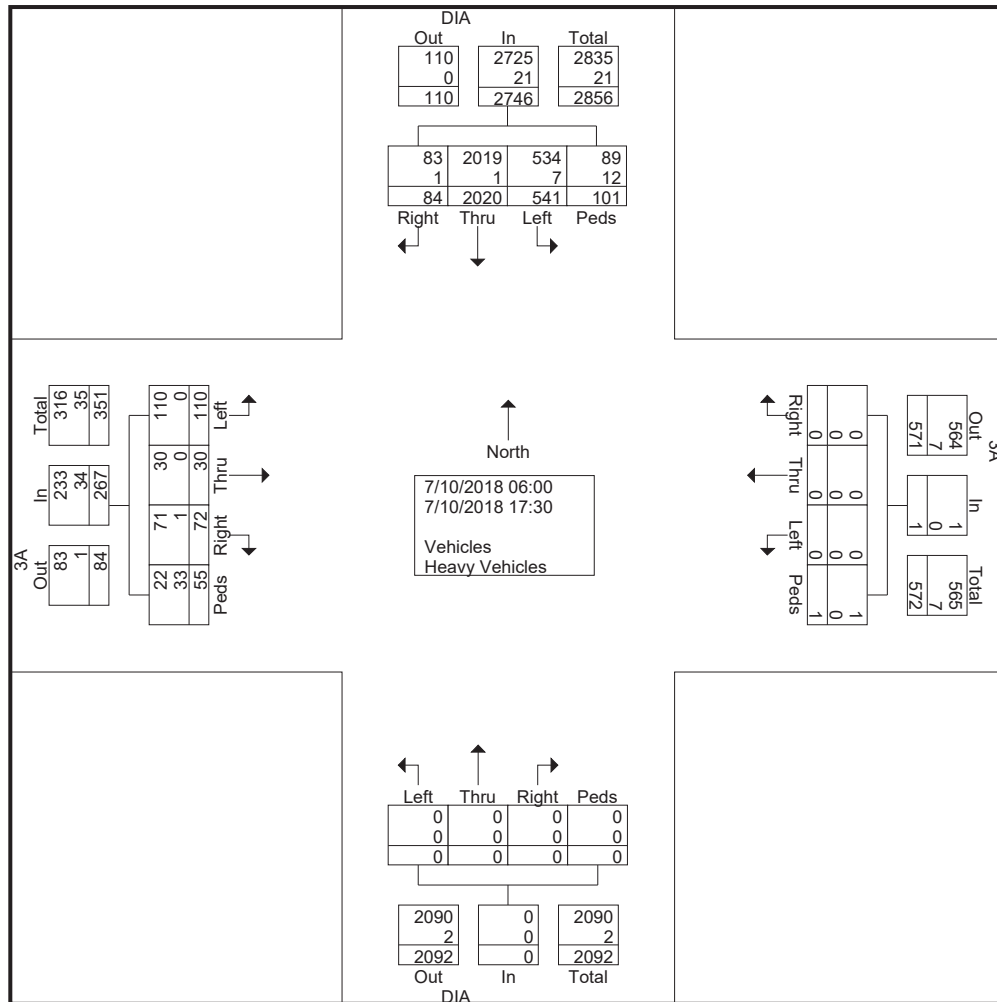 DIA
Out In Total
110 2725 2835
0 21 21
110 2746 2856
83 2019 534 89
1 1 7 12
84 2020 541 101
Right Thru Left Peds
Total
316
35
351
In
233
34
267
Out
83
1
84
3A
110
0
110
Left
30
0
30
Thru
71
1
72
Right
22
33
55
Peds
North
7/10/2018 06:00
7/10/2018 17:30
Vehicles
Heavy Vehicles
Right
0
0
0
Thru
0
0
0
Left
0
0
0
Peds
1
0
1
3A
Out
564
7
571
In
1
0
1
Total
565
7
572
Left Thru Right Peds
0 0 0 0
0 0 0 0
0 0 0 0
2090 0 2090
2 0 2
2092 0 2092
Out In Total
DIA